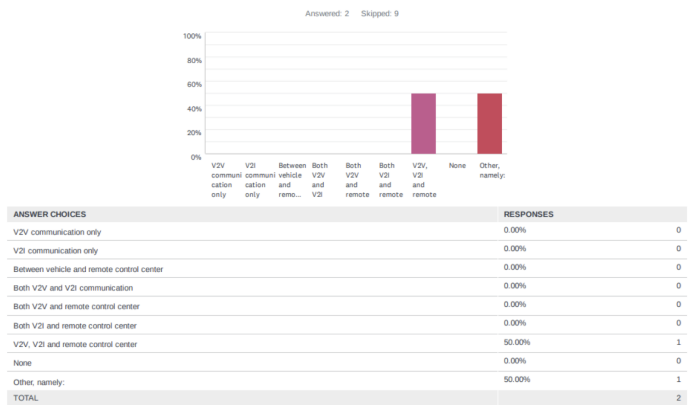 Answered: 2 Skipped: 9
100%
80%
60%
40%
20%
0%
V2V
communi
cation
only
V2I
communi
cation
only
Between
vehicle
and
remo...
Both
V2V
and
V2I
Both
V2V
and
remote
Both
V2I
and
remote
V2V,
V2I
and
remote
None
Other,
namely:
ANSWER CHOICES RESPONSES
V2V communication only 0.00% 0
V2I communication only 0.00% 0
Between vehicle and remote control center 0.00% 0
Both V2V and V2I communication 0.00% 0
Both V2V and remote control center 0.00% 0
Both V2I and remote control center 0.00% 0
V2V, V2I and remote control center 50.00% 1
None 0.00% 0
Other, namely: 50.00% 1
TOTAL 2